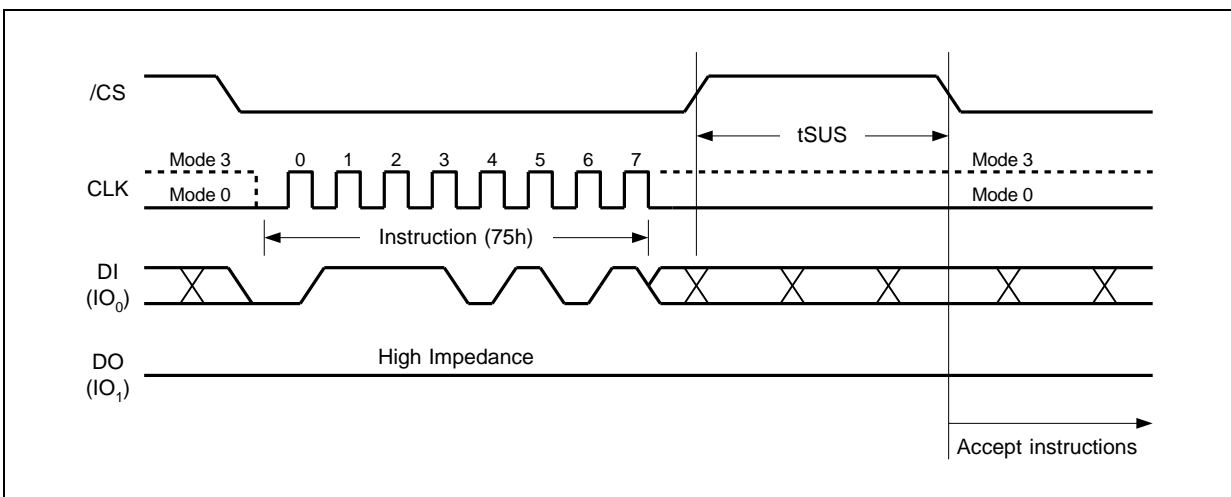 /CS
tSUS
Mode 3
0 1 2 3 4 5 6 7
Mode 3
CLK
Mode 0
Mode 0
Instruction (75h)
DI
(IO0)
High Impedance
DO
(IO1)
Accept instructions